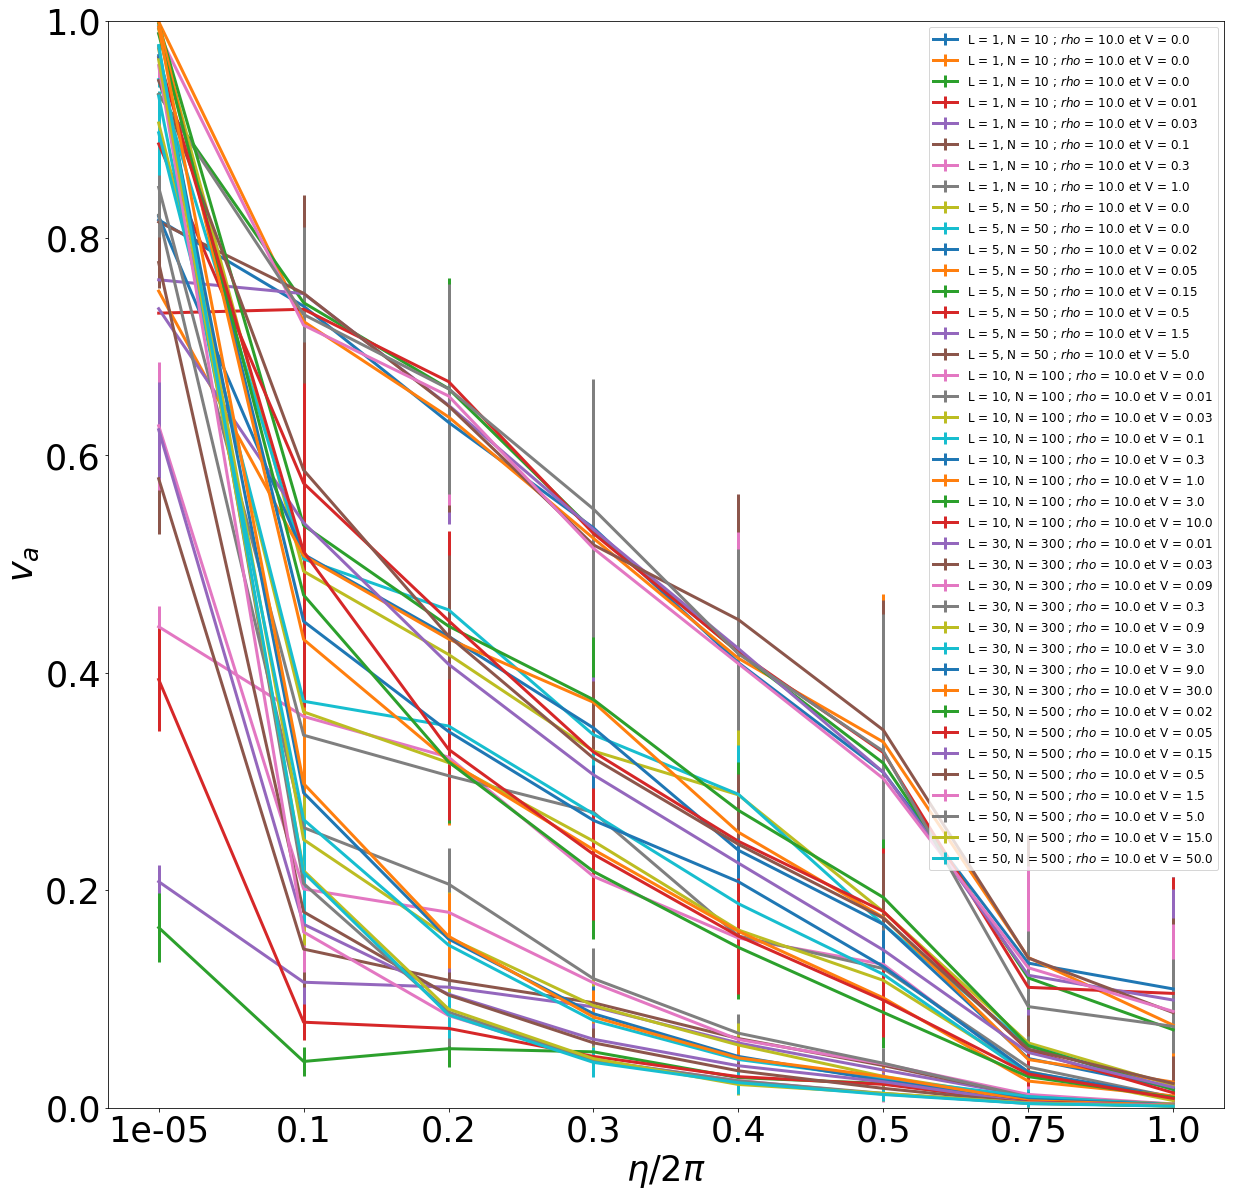 1.0
0.8
0.6
0.4
0.2
0.0
v_a
1e-05 0.1 0.2 0.3 0.4 0.5 0.75 1.0
η/2π
L = 1, N = 10 ; rho = 10.0 et V = 0.0
L = 1, N = 10 ; rho = 10.0 et V = 0.0
L = 1, N = 10 ; rho = 10.0 et V = 0.0
L = 1, N = 10 ; rho = 10.0 et V = 0.01
L = 1, N = 10 ; rho = 10.0 et V = 0.03
L = 1, N = 10 ; rho = 10.0 et V = 0.1
L = 1, N = 10 ; rho = 10.0 et V = 0.3
L = 1, N = 10 ; rho = 10.0 et V = 1.0
L = 5, N = 50 ; rho = 10.0 et V = 0.0
L = 5, N = 50 ; rho = 10.0 et V = 0.0
L = 5, N = 50 ; rho = 10.0 et V = 0.02
L = 5, N = 50 ; rho = 10.0 et V = 0.05
L = 5, N = 50 ; rho = 10.0 et V = 0.15
L = 5, N = 50 ; rho = 10.0 et V = 0.5
L = 5, N = 50 ; rho = 10.0 et V = 1.5
L = 5, N = 50 ; rho = 10.0 et V = 5.0
L = 10, N = 100 ; rho = 10.0 et V = 0.0
L = 10, N = 100 ; rho = 10.0 et V = 0.01
L = 10, N = 100 ; rho = 10.0 et V = 0.03
L = 10, N = 100 ; rho = 10.0 et V = 0.1
L = 10, N = 100 ; rho = 10.0 et V = 0.3
L = 10, N = 100 ; rho = 10.0 et V = 1.0
L = 10, N = 100 ; rho = 10.0 et V = 3.0
L = 10, N = 100 ; rho = 10.0 et V = 10.0
L = 30, N = 300 ; rho = 10.0 et V = 0.01
L = 30, N = 300 ; rho = 10.0 et V = 0.03
L = 30, N = 300 ; rho = 10.0 et V = 0.09
L = 30, N = 300 ; rho = 10.0 et V = 0.3
L = 30, N = 300 ; rho = 10.0 et V = 0.9
L = 30, N = 300 ; rho = 10.0 et V = 3.0
L = 30, N = 300 ; rho = 10.0 et V = 9.0
L = 30, N = 300 ; rho = 10.0 et V = 30.0
L = 50, N = 500 ; rho = 10.0 et V = 0.02
L = 50, N = 500 ; rho = 10.0 et V = 0.05
L = 50, N = 500 ; rho = 10.0 et V = 0.15
L = 50, N = 500 ; rho = 10.0 et V = 0.5
L = 50, N = 500 ; rho = 10.0 et V = 1.5
L = 50, N = 500 ; rho = 10.0 et V = 5.0
L = 50, N = 500 ; rho = 10.0 et V = 15.0
L = 50, N = 500 ; rho = 10.0 et V = 50.0